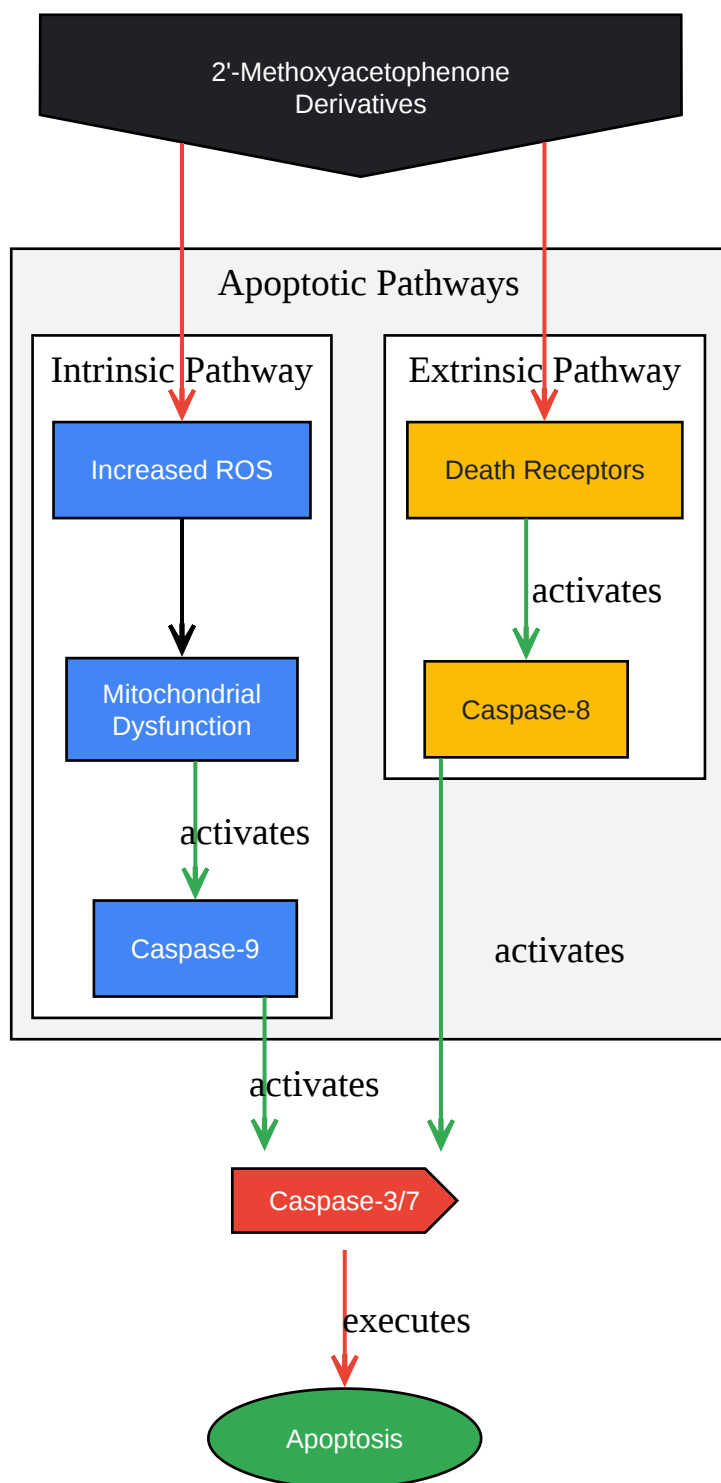 2'-Methoxyacetophenone
Derivatives
Apoptotic Pathways
Intrinsic Pathway
Extrinsic Pathway
Increased ROS
Death Receptors
activates
Mitochondrial
Dysfunction
Caspase-8
activates
Caspase-9
activates
activates
Caspase-3/7
executes
Apoptosis